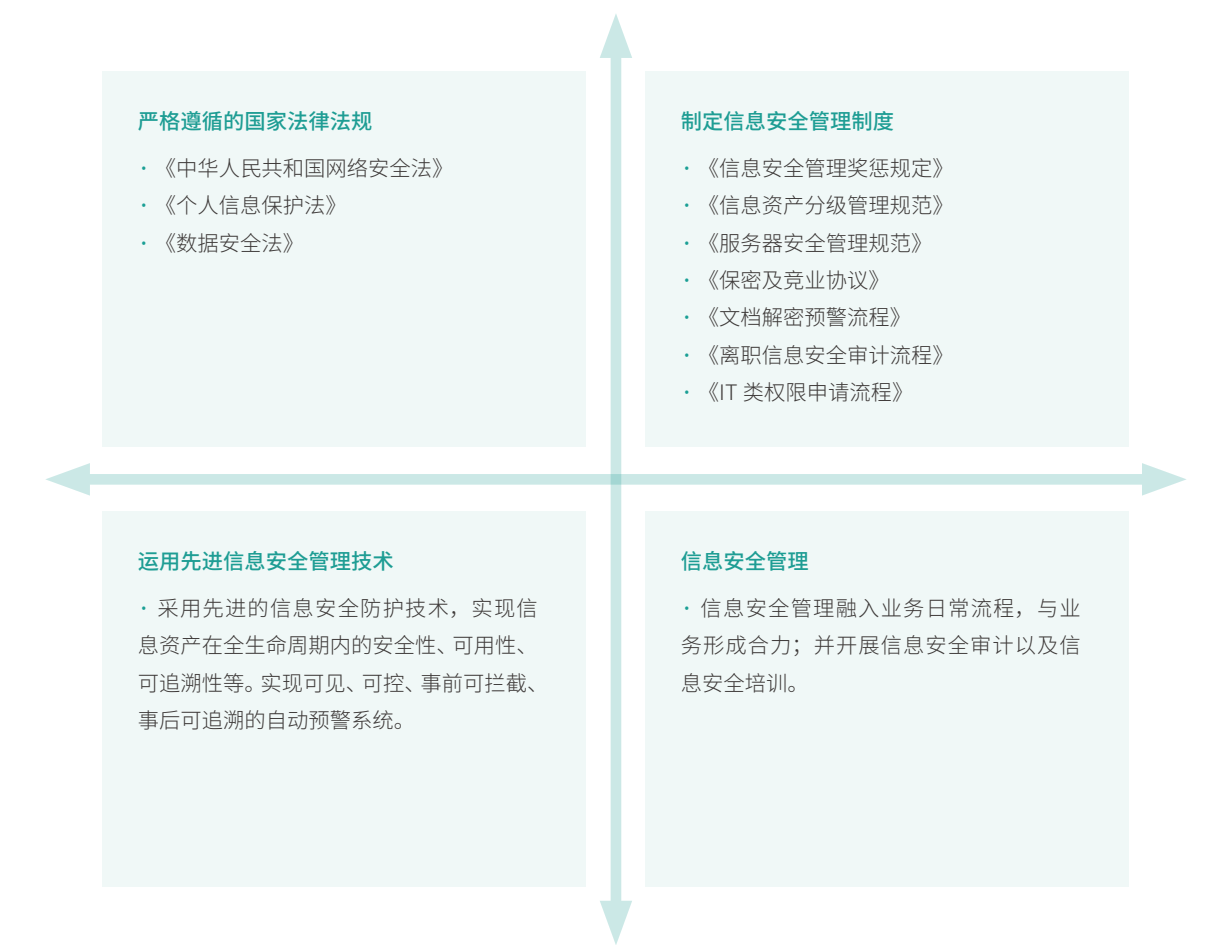 严格遵循的国家法律法规
· 《中华人民共和国网络安全法》
· 《个人信息保护法》
· 《数据安全法》
制定信息安全管理制度
· 《信息安全管理奖惩规定》
· 《信息资产分级管理规范》
· 《服务器安全管理规范》
· 《保密及竞业协议》
· 《文档解密预警流程》
· 《离职信息安全审计流程》
· 《IT 类权限申请流程》
运用先进信息安全管理技术
· 采用先进的信息安全防护技术，实现信
息资产在全生命周期内的安全性、可用性、
可追溯性等。实现可见、可控、事前可拦截、
事后可追溯的自动预警系统。
信息安全管理
· 信息安全管理融入业务日常流程，与业
务形成合力；并开展信息安全审计以及信
息安全培训。